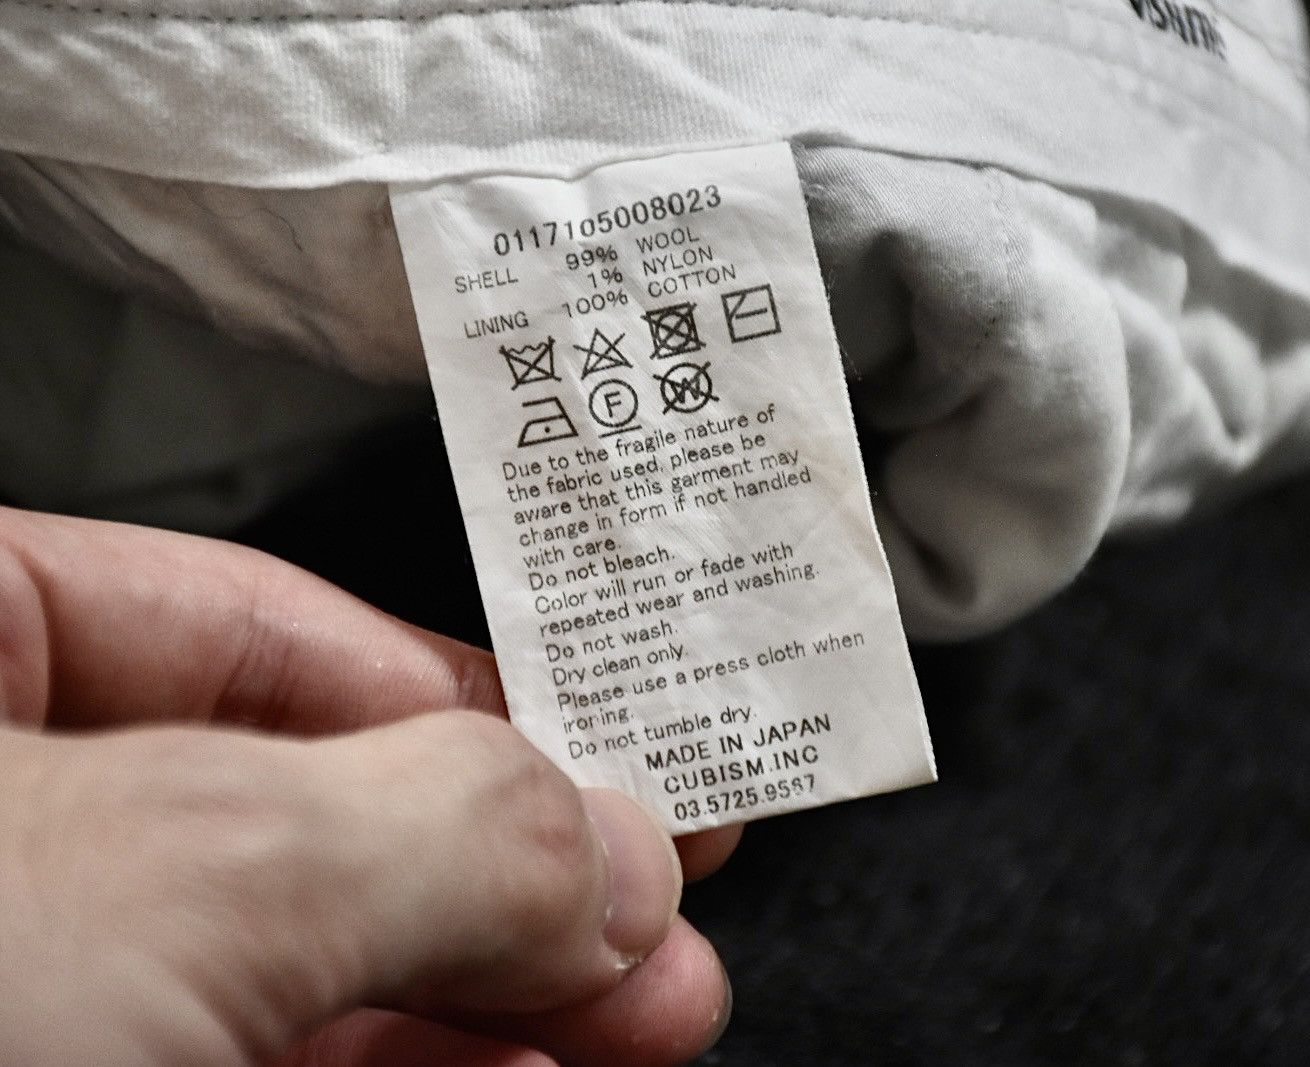 0117105008023
SHELL 99% WOOL
1% NYLON
LINING 100% COTTON
F
W
Due to the fragile nature of
the fabric used, please be
aware that this garment may
change in form if not handled
with care.
Do not bleach.
Color will run or fade with
repeated wear and washing.
Do not wash.
Dry clean only.
Please use a press cloth when
ironing.
Do not tumble dry.
MADE IN JAPAN
CUBISM.INC
03.5725.9567